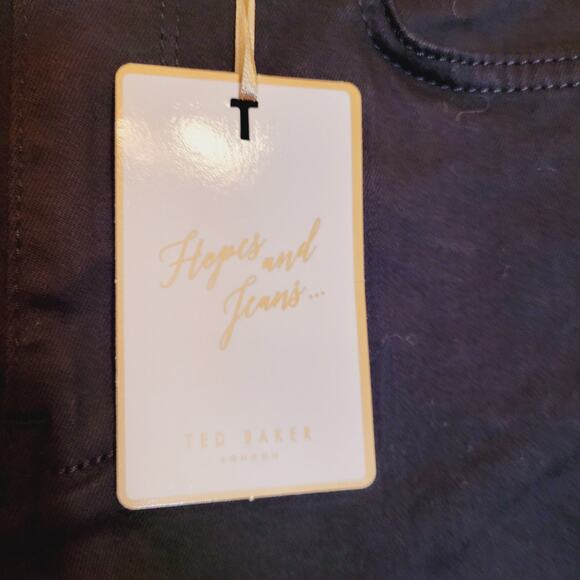 T
Hopes and
Jeans...
TED BAKER
LONDON